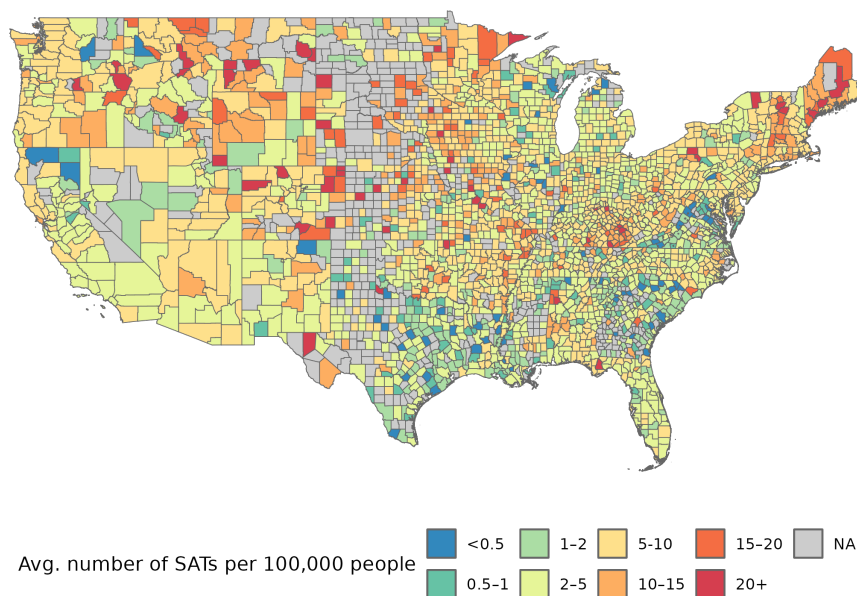 <0.5 1–2 5-10 15–20 NA
Avg. number of SATs per 100,000 people
0.5–1 2–5 10–15 20+